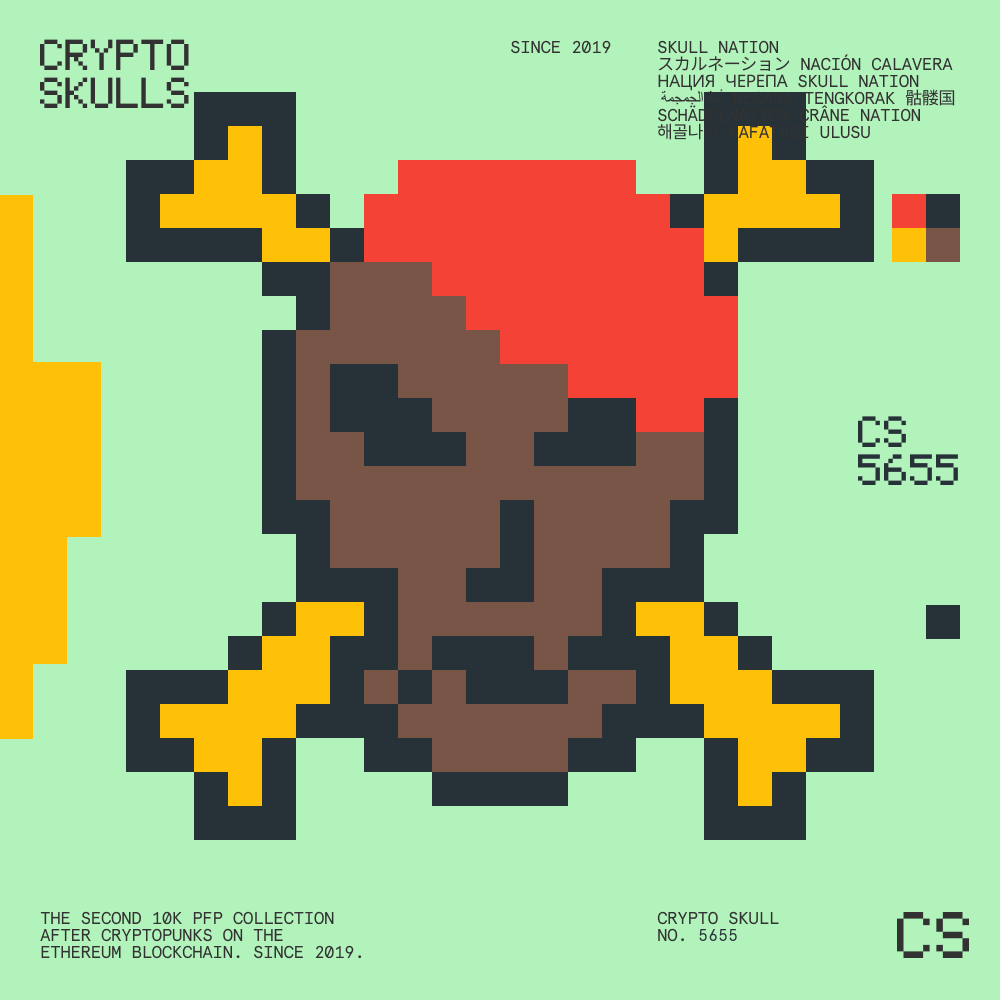 CRYPTO
SKULLS
SINCE 2019
SKULL NATION
スカルネーション NACIÓN CALAVERA
НАЦИЯ ЧЕРЕПА SKULL NATION
TENGKORAK 骷髅国
CRÂNE NATION
해골나 ULUSU
CS
5655
THE SECOND 10K PFP COLLECTION
AFTER CRYPTOPUNKS ON THE
ETHEREUM BLOCKCHAIN. SINCE 2019.
CRYPTO SKULL
NO. 5655
CS